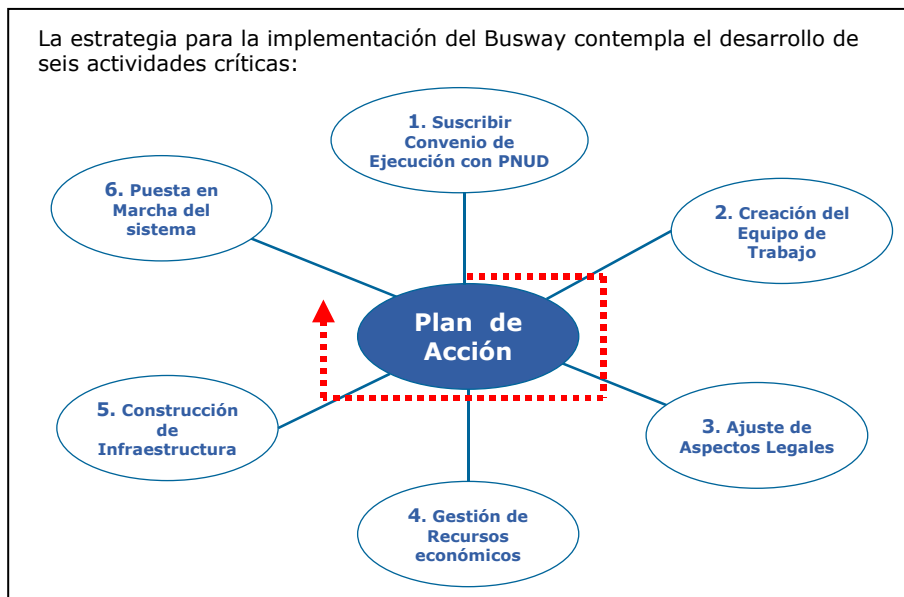 La estrategia para la implementación del Busway contempla el desarrollo de
seis actividades críticas:
1. Suscribir
Convenio de
Ejecución con PNUD
2. Creación del
Equipo de
Trabajo
3. Ajuste de
Aspectos Legales
4. Gestión de
Recursos
económicos
5. Construcción
de
Infraestructura
6. Puesta en
Marcha del
sistema
Plan de
Acción